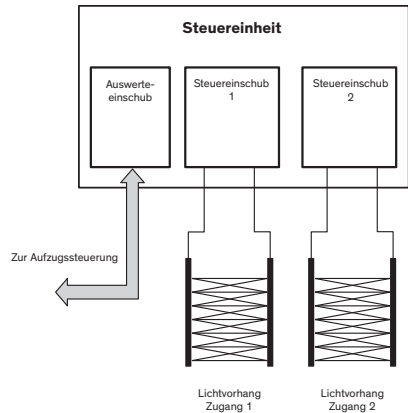 Steuereinheit
Auswerte-
einschub
Steuereinschub
1
Steuereinschub
2
Zur Aufzugssteuerung
Lichtvorhang
Zugang 1
Lichtvorhang
Zugang 2